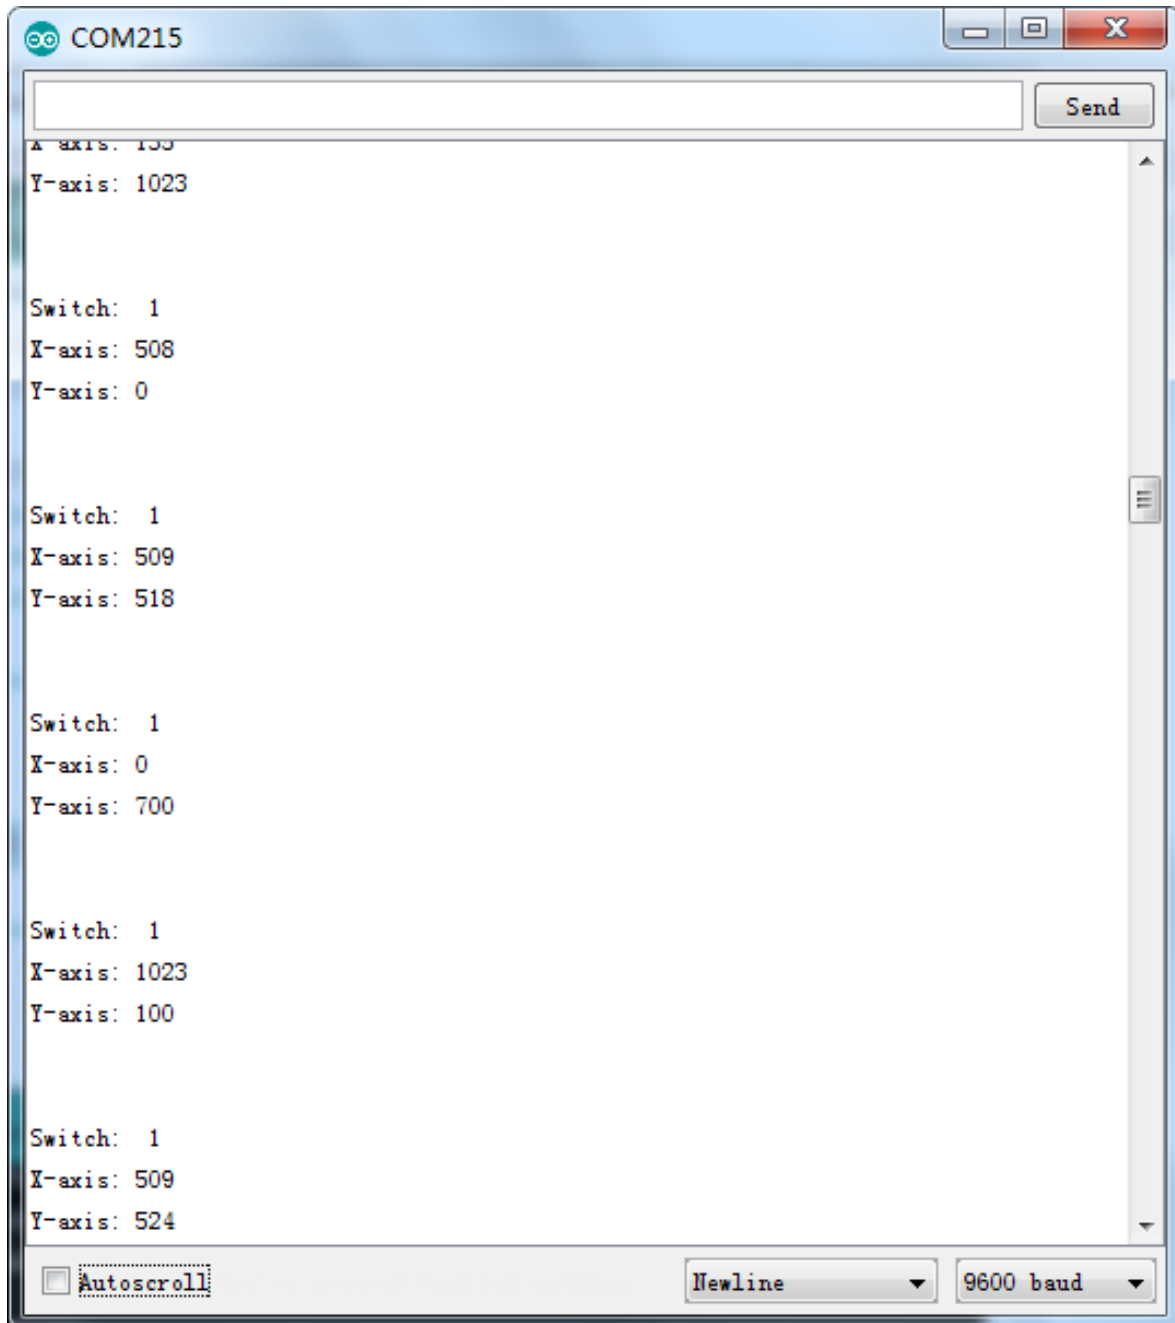 COM215
Send
Y-axis: 1023
Switch:  1
X-axis: 508
Y-axis: 0
Switch:  1
X-axis: 509
Y-axis: 518
Switch:  1
X-axis: 0
Y-axis: 700
Switch:  1
X-axis: 1023
Y-axis: 100
Switch:  1
X-axis: 509
Y-axis: 524
Autoscroll
Newline
9600 baud